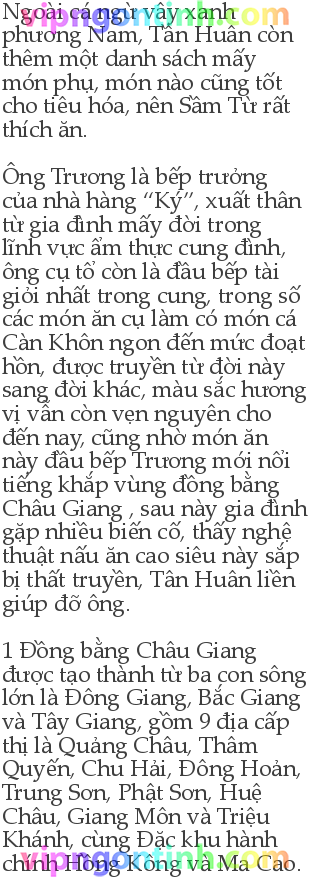 Ngoài cá ngừ vây xanh
phương Nam, Tân Huân còn
thêm một danh sách mấy
món phụ, món nào cũng tốt
cho tiêu hóa, nên Sầm Từ rất
thích ăn.

Ông Trương là bếp trưởng
của nhà hàng “Ký”, xuất thân
từ gia đình mấy đời trong
lĩnh vực ẩm thực cung đình,
ông cụ tổ còn là đầu bếp tài
giỏi nhất trong cung, trong số
các món ăn cụ làm có món cá
Càn Khôn ngon đến mức đoạt
hồn, được truyền từ đời này
sang đời khác, màu sắc hương
vị vẫn còn vẹn nguyên cho
đến nay, cũng nhờ món ăn
này đầu bếp Trương mới nổi
tiếng khắp vùng đồng bằng
Châu Giang , sau này gia đình
gặp nhiều biến cố, thấy nghệ
thuật nấu ăn cao siêu này sắp
bị thất truyền, Tân Huân liền
giúp đỡ ông.

1 Đồng bằng Châu Giang
được tạo thành từ ba con sông
lớn là Đông Giang, Bắc Giang
và Tây Giang, gồm 9 địa cấp
thị là Quảng Châu, Thâm
Quyến, Chu Hải, Đông Hoản,
Trung Sơn, Phật Sơn, Huệ
Châu, Giang Môn và Triệu
Khánh, cùng Đặc khu hành
chính Hồng Kông và Ma Cao.
vipngontinh.com
vipngontinh.com